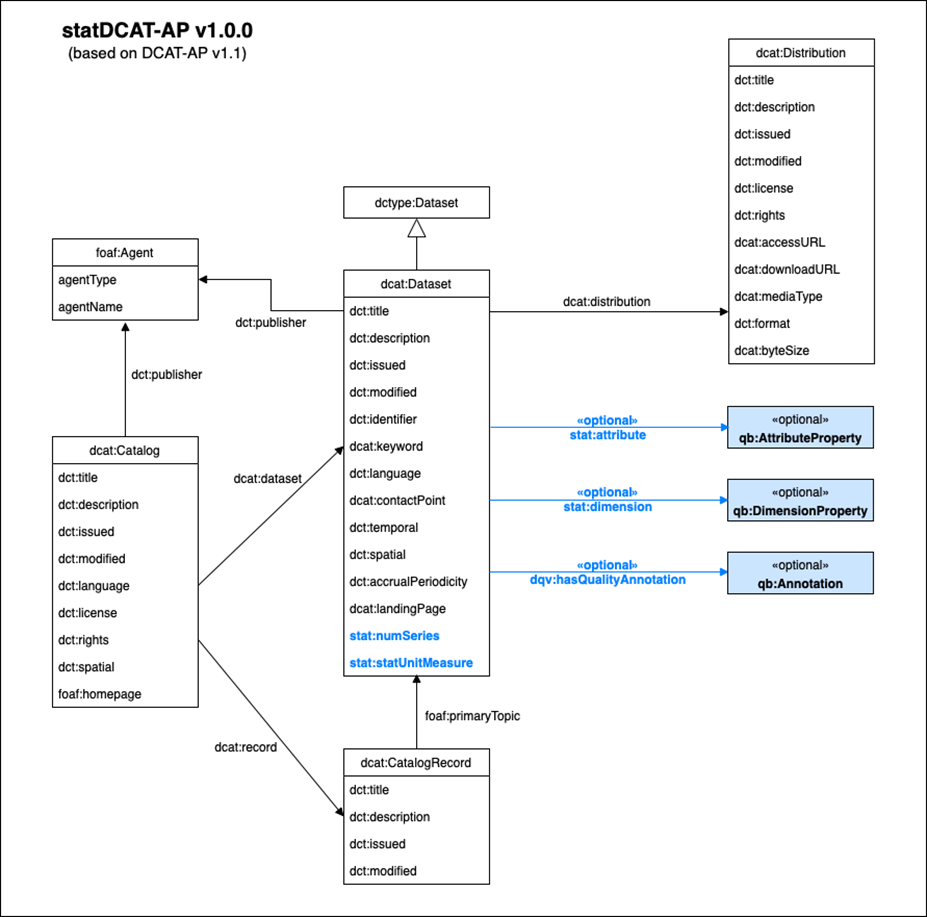 statDCAT-AP v1.0.0
(based on DCAT-AP v1.1)
dcat:Distribution
dct:title
dct:description
dct:issued
dct:modified
dct:license
dct:rights
dcat:accessURL
dcat:downloadURL
dcat:mediaType
dct:format
dcat:byteSize
dctype:Dataset
foaf:Agent
agentType
agentName
dct:publisher
dct:publisher
dcat:Dataset
dct:title
dct:description
dct:issued
dct:modified
dct:identifier
dcat:keyword
dct:language
dcat:contactPoint
dct:temporal
dct:spatial
dct:accrualPeriodicity
dcat:landingPage
stat:numSeries
stat:statUnitMeasure
dcat:distribution
«optional»
stat:attribute
«optional»
qb:AttributeProperty
«optional»
stat:dimension
«optional»
qb:DimensionProperty
«optional»
dqv:hasQualityAnnotation
«optional»
qb:Annotation
dcat:Catalog
dct:title
dct:description
dct:issued
dct:modified
dct:language
dct:license
dct:rights
dct:spatial
foaf:homepage
dcat:dataset
dcat:record
foaf:primaryTopic
dcat:CatalogRecord
dct:title
dct:description
dct:issued
dct:modified